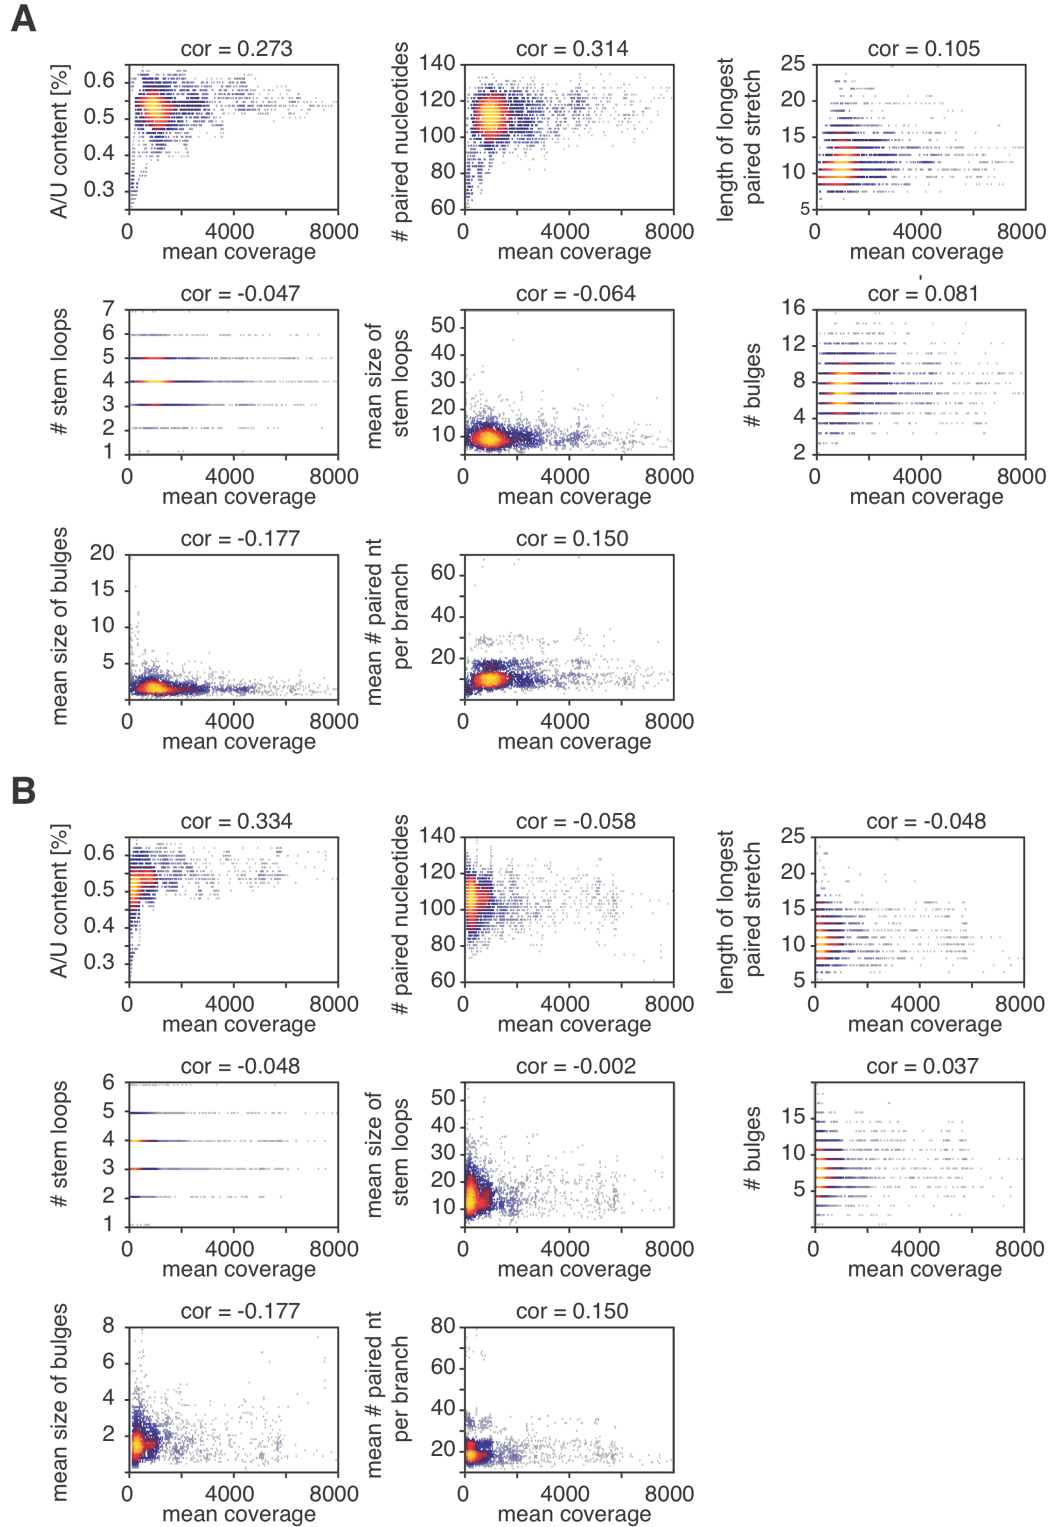 A
cor = 0.273
A/U content [%]
0.6
0.5
0.4
0.3
0 4000 8000
mean coverage
cor = 0.314
# paired nucleotides
140
120
100
80
60
0 4000 8000
mean coverage
cor = 0.105
length of longest
paired stretch
25
20
15
10
5
0 4000 8000
mean coverage
cor = -0.047
# stem loops
7
6
5
4
3
2
1
mean coverage
cor = -0.064
mean size of
stem loops
50
40
30
20
10
mean coverage
cor = 0.081
# bulges
16
12
8
4
2
0 4000 8000
mean coverage
cor = -0.177
mean size of bulges
20
15
10
5
0 4000 8000
mean coverage
cor = 0.150
mean # paired nt
per branch
60
40
20
0 4000 8000
mean coverage
B
cor = 0.334
A/U content [%]
0.6
0.5
0.4
0.3
0 4000 8000
mean coverage
cor = -0.058
# paired nucleotides
140
120
100
80
60
0 4000 8000
mean coverage
cor = -0.048
length of longest
paired stretch
25
20
15
10
5
0 4000 8000
mean coverage
cor = -0.048
# stem loops
6
5
4
3
2
1
0 4000 8000
mean coverage
cor = -0.002
mean size of
stem loops
50
40
30
20
10
0 4000 8000
mean coverage
cor = 0.037
# bulges
15
10
5
0 4000 8000
mean coverage
cor = -0.177
mean size of bulges
8
6
4
2
0 4000 8000
mean coverage
cor = 0.150
mean # paired nt
per branch
80
60
40
20
0 4000 8000
mean coverage